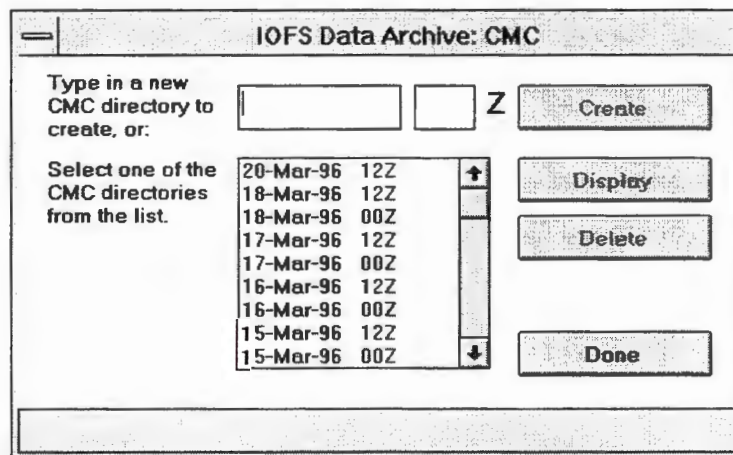 IOFS Data Archive: CMC
Type in a new
CMC directory to
create, or:
Z
Create
Select one of the
CMC directories
from the list.
20-Mar-96 12Z
18-Mar-96 12Z
18-Mar-96 00Z
17-Mar-96 12Z
17-Mar-96 00Z
16-Mar-96 12Z
16-Mar-96 00Z
15-Mar-96 12Z
15-Mar-96 00Z
Display
Delete
Done